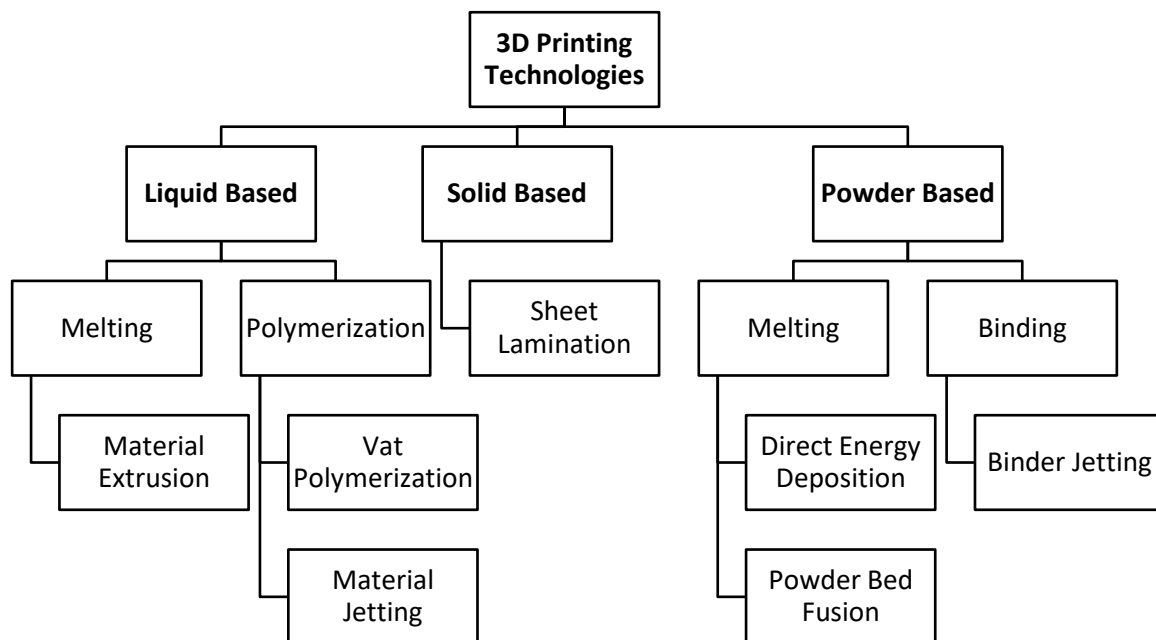 3D Printing
Technologies
Liquid Based
Solid Based
Powder Based
Melting
Polymerization
Sheet
Lamination
Melting
Binding
Material
Extrusion
Vat
Polymerization
Direct Energy
Deposition
Binder Jetting
Material
Jetting
Powder Bed
Fusion